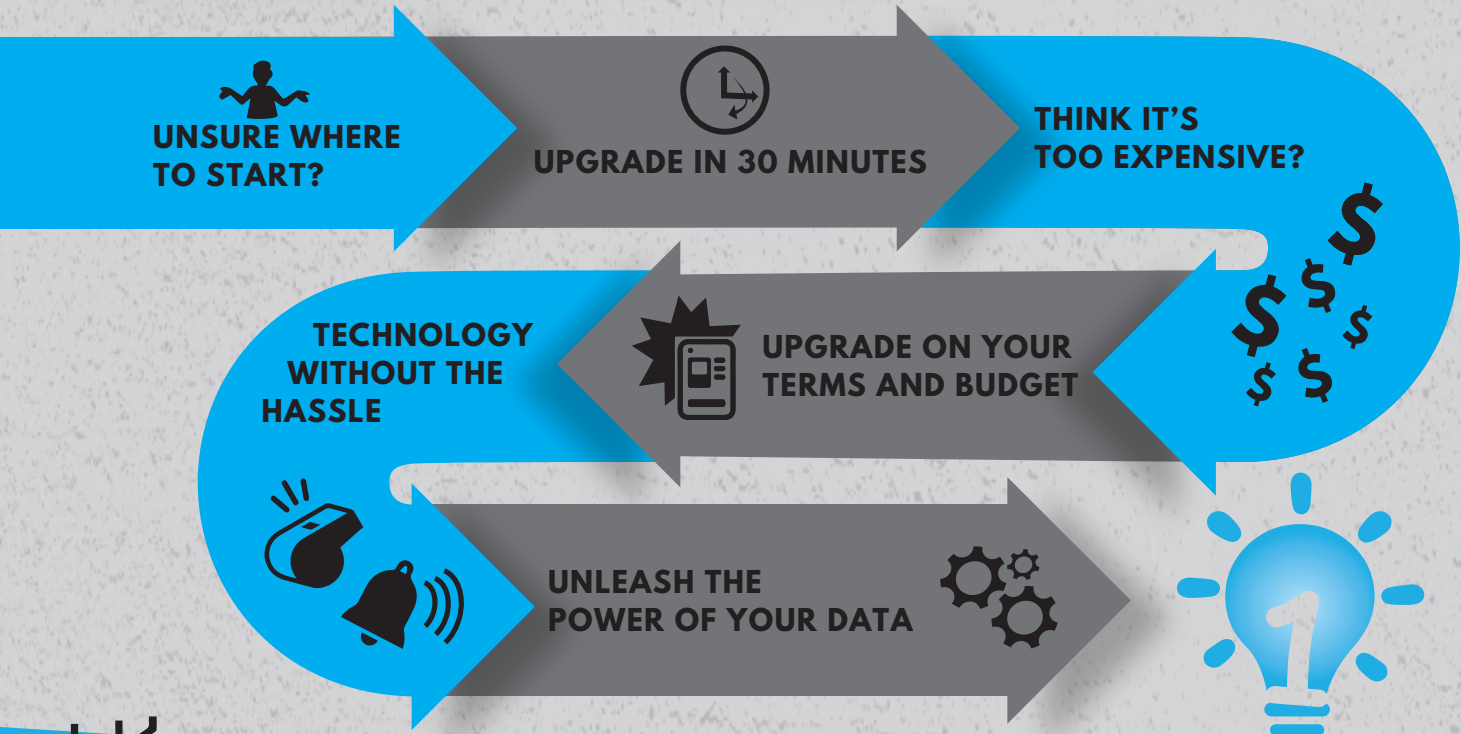 UNSURE WHERE
TO START?
UPGRADE IN 30 MINUTES
THINK IT'S
TOO EXPENSIVE?
$
$
$
$
$
$
UPGRADE ON YOUR
TERMS AND BUDGET
TECHNOLOGY
WITHOUT THE
HASSLE
UNLEASH THE
POWER OF YOUR DATA
1